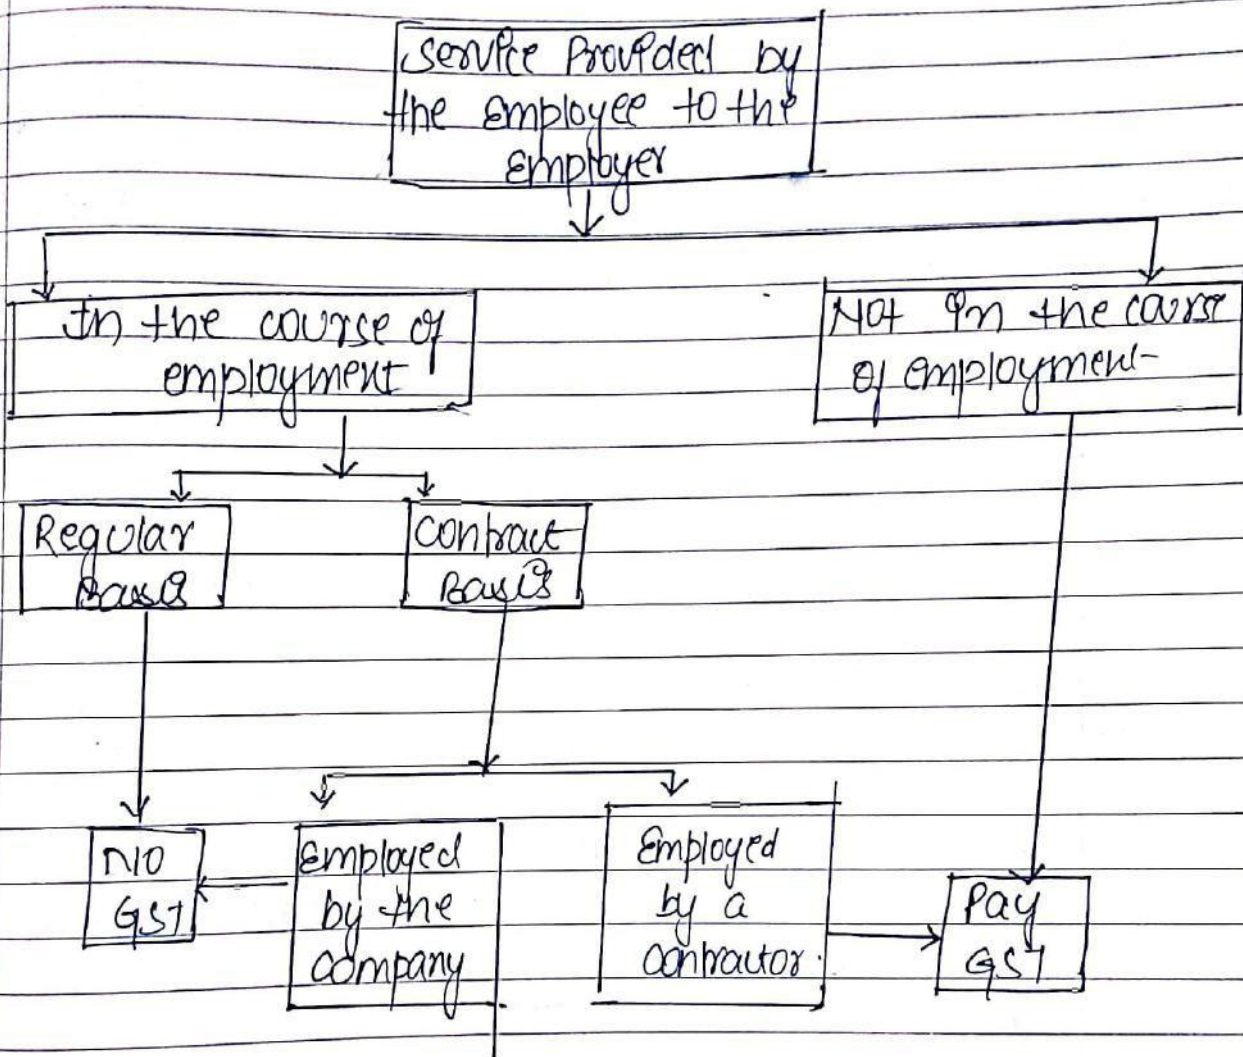 Service Provided by
the employee to the
Employer
In the course of
employment
Not in the course
of employment
Regular
Basis
Contract
Basis
NO
GST
Employed
by the
company
Employed
by a
contractor.
Pay
GST